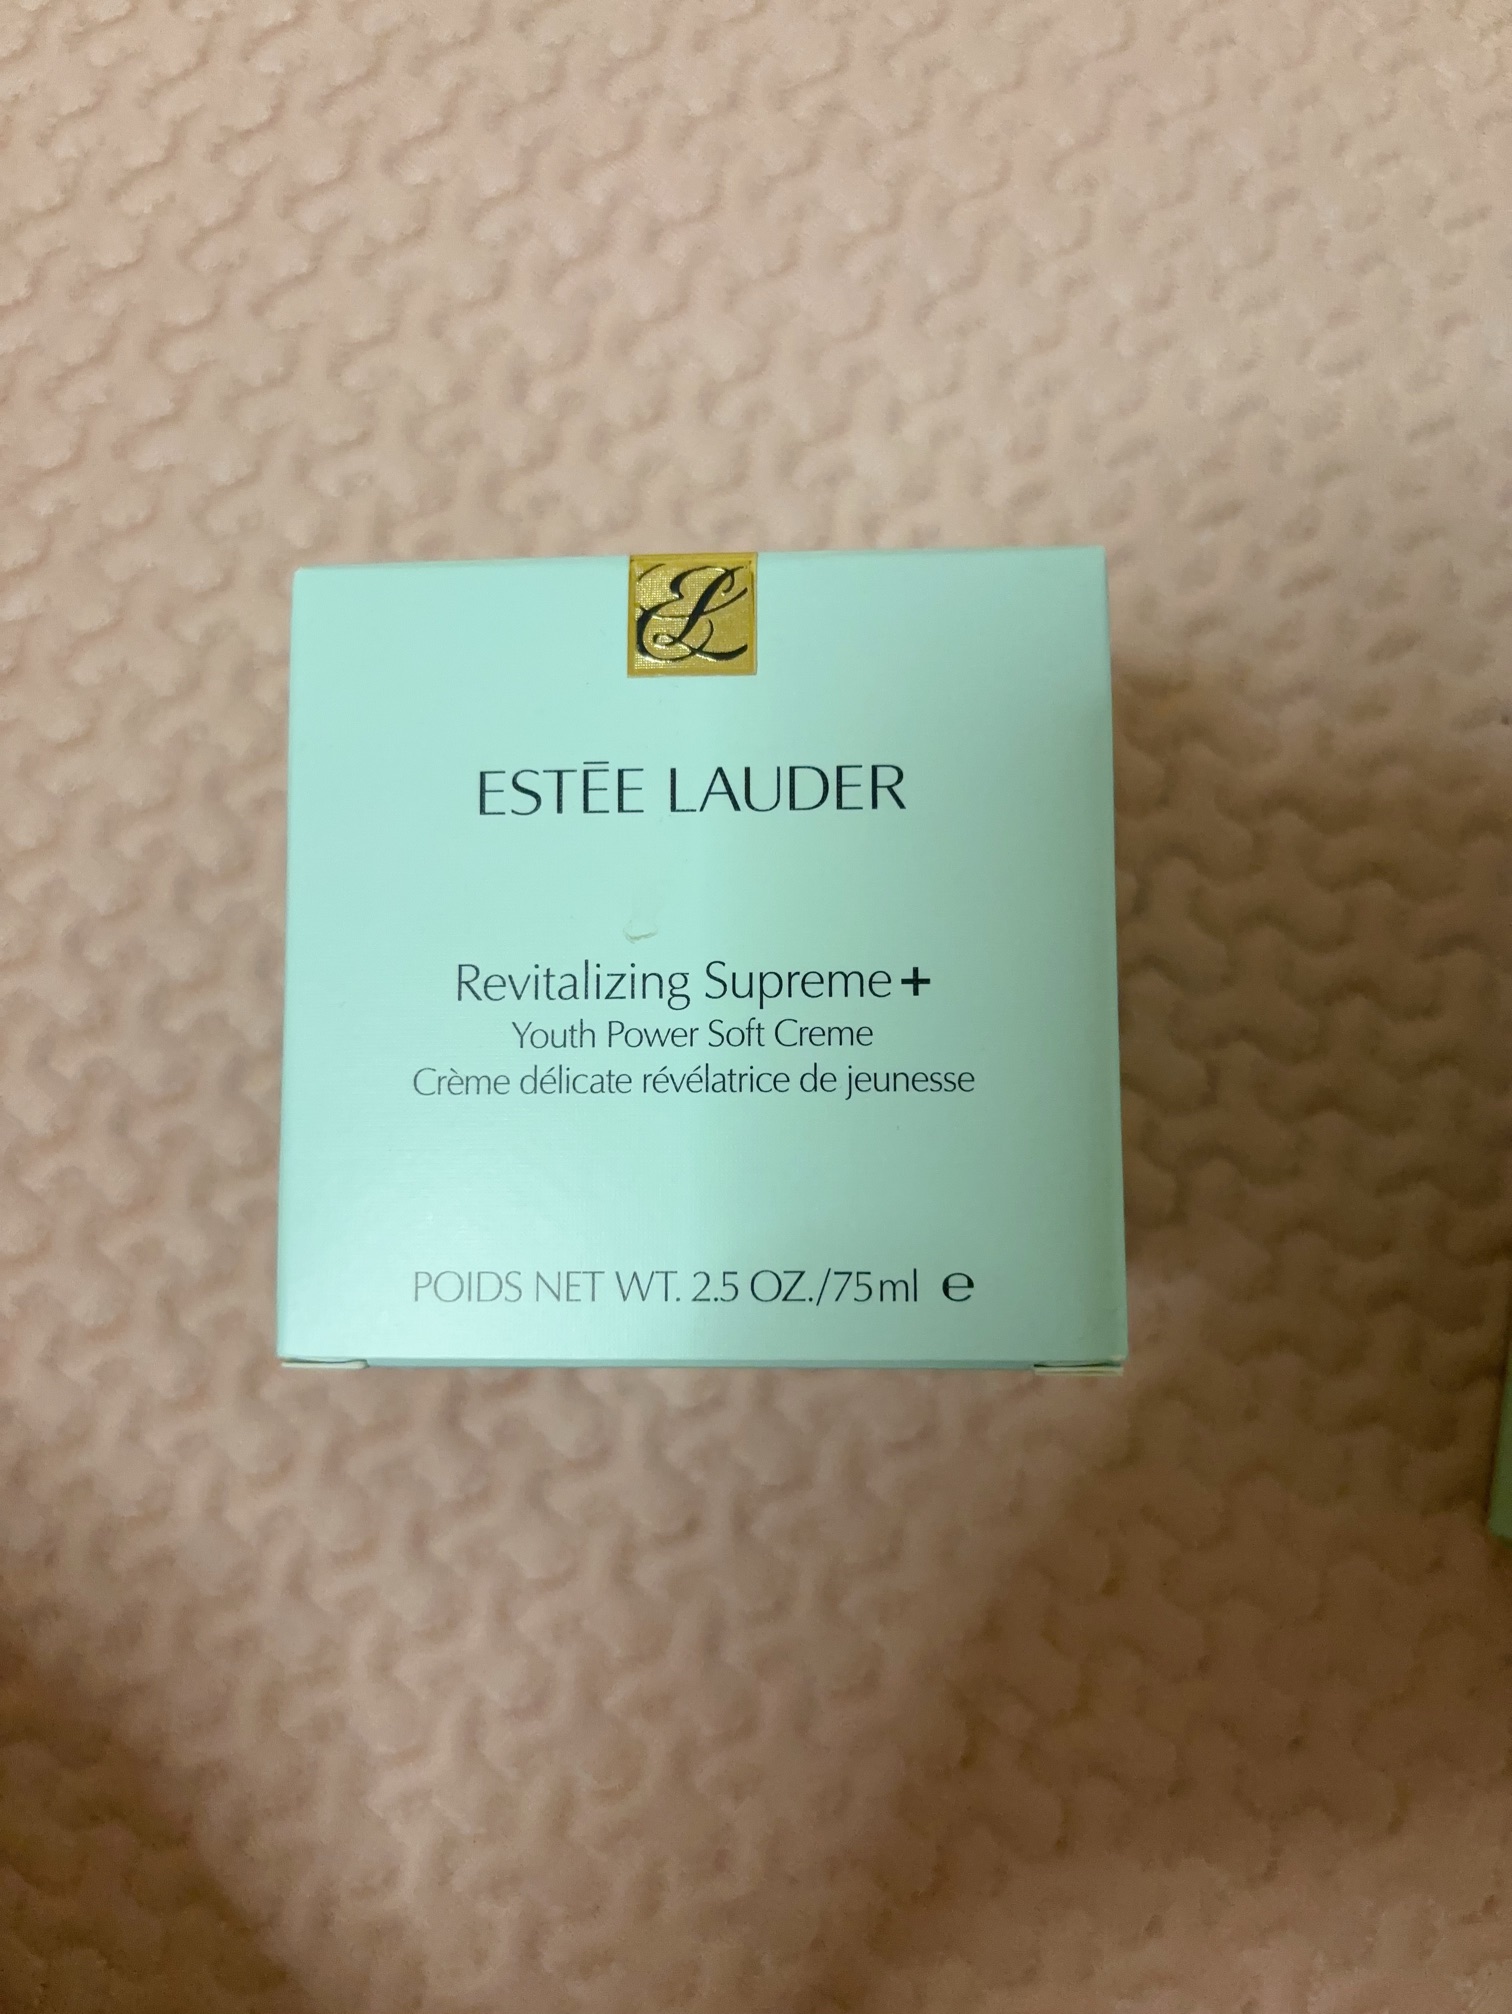 EL
ESTĒE LAUDER
Revitalizing Supreme+
Youth Power Soft Creme
Crème délicate révélatrice de jeunesse
POIDS NET WT. 2.5 OZ./75ml ℮